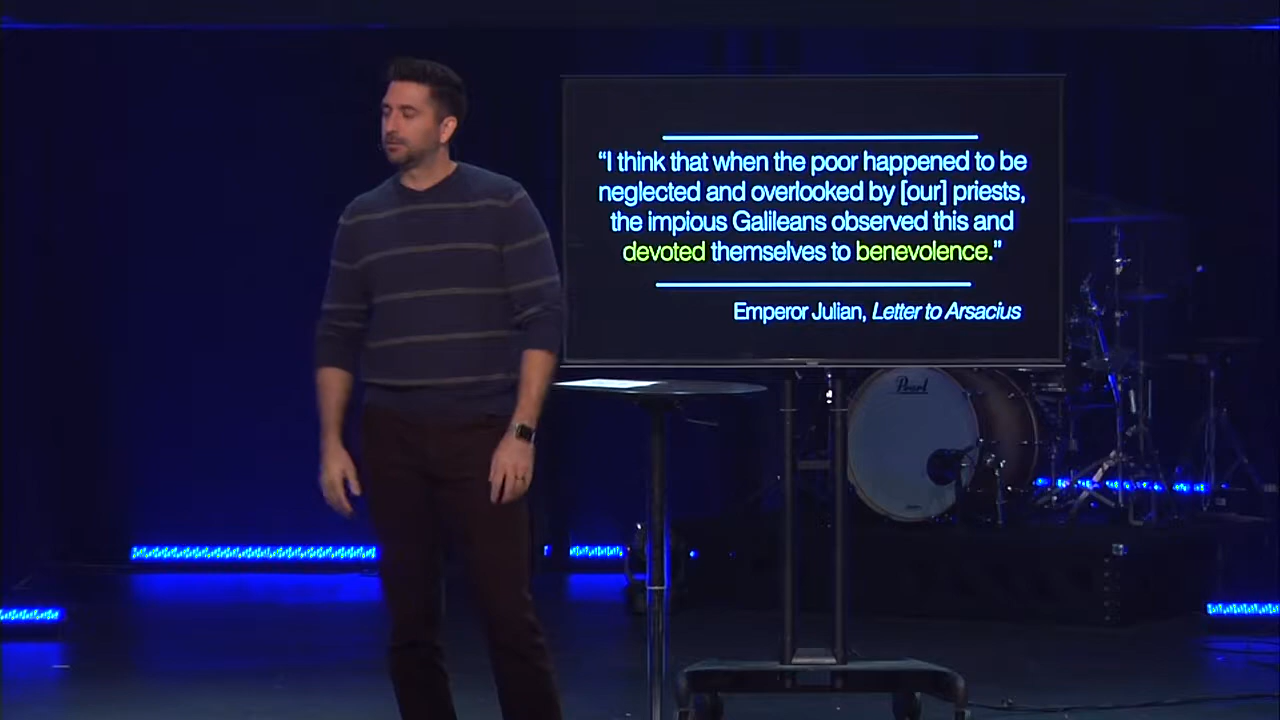 “I think that when the poor happened to be
neglected and overlooked by [our] priests,
the impious Galileans observed this and
devoted themselves to benevolence.”
Emperor Julian, Letter to Arsacius
Pearl